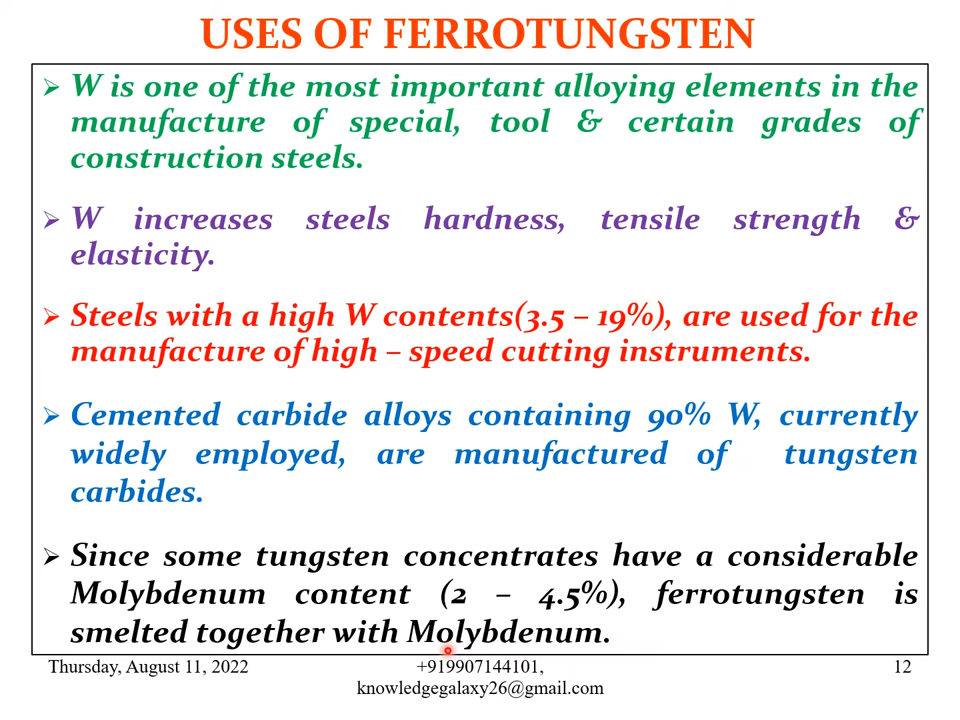 USES OF FERROTUNGSTEN
➢ W is one of the most important alloying elements in the
manufacture of special, tool & certain grades of
construction steels.
➢ W increases steels hardness, tensile strength &
elasticity.
➢ Steels with a high W contents(3.5 – 19%), are used for the
manufacture of high – speed cutting instruments.
➢ Cemented carbide alloys containing 90% W, currently
widely employed, are manufactured of tungsten
carbides.
➢ Since some tungsten concentrates have a considerable
Molybdenum content (2 – 4.5%), ferrotungsten is
smelted together with Molybdenum.
Thursday, August 11, 2022
+919907144101,
knowledgegalaxy26@gmail.com
12